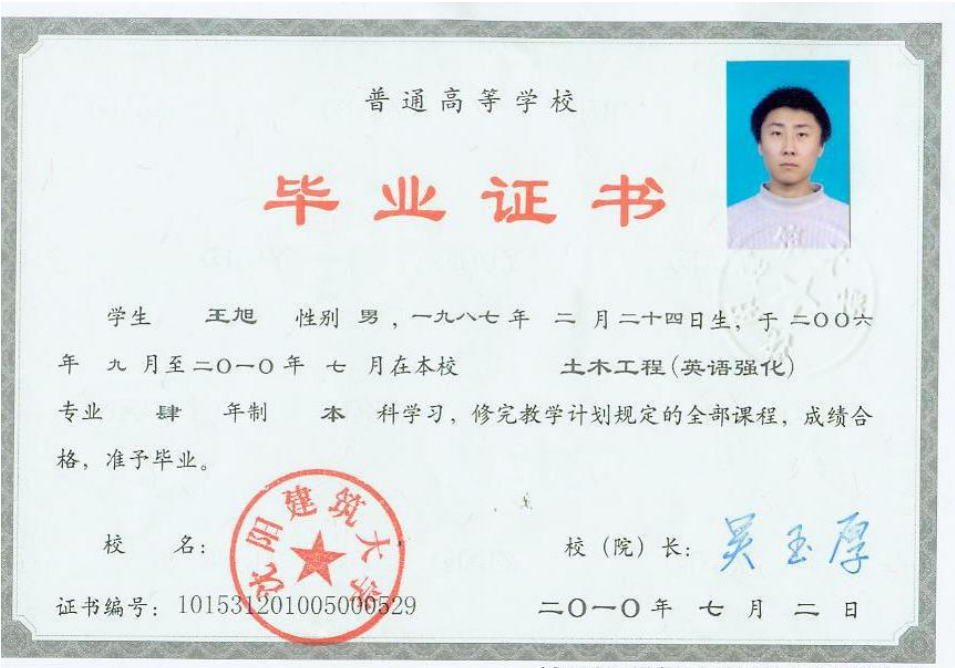 普通高等学校
毕业证书
学生 王旭 性别 男，一九八七年 二 月二十四日生，于二〇〇六
年 九 月至二〇一〇年 七 月在本校 土木工程(英语强化)
专业 肆 年制 本 科学习，修完教学计划规定的全部课程，成绩合
格，准予毕业。
校 名：
沈阳建筑大学
校（院）长：吴玉厚
证书编号：101531201005000529
二〇一〇年 七 月 二 日